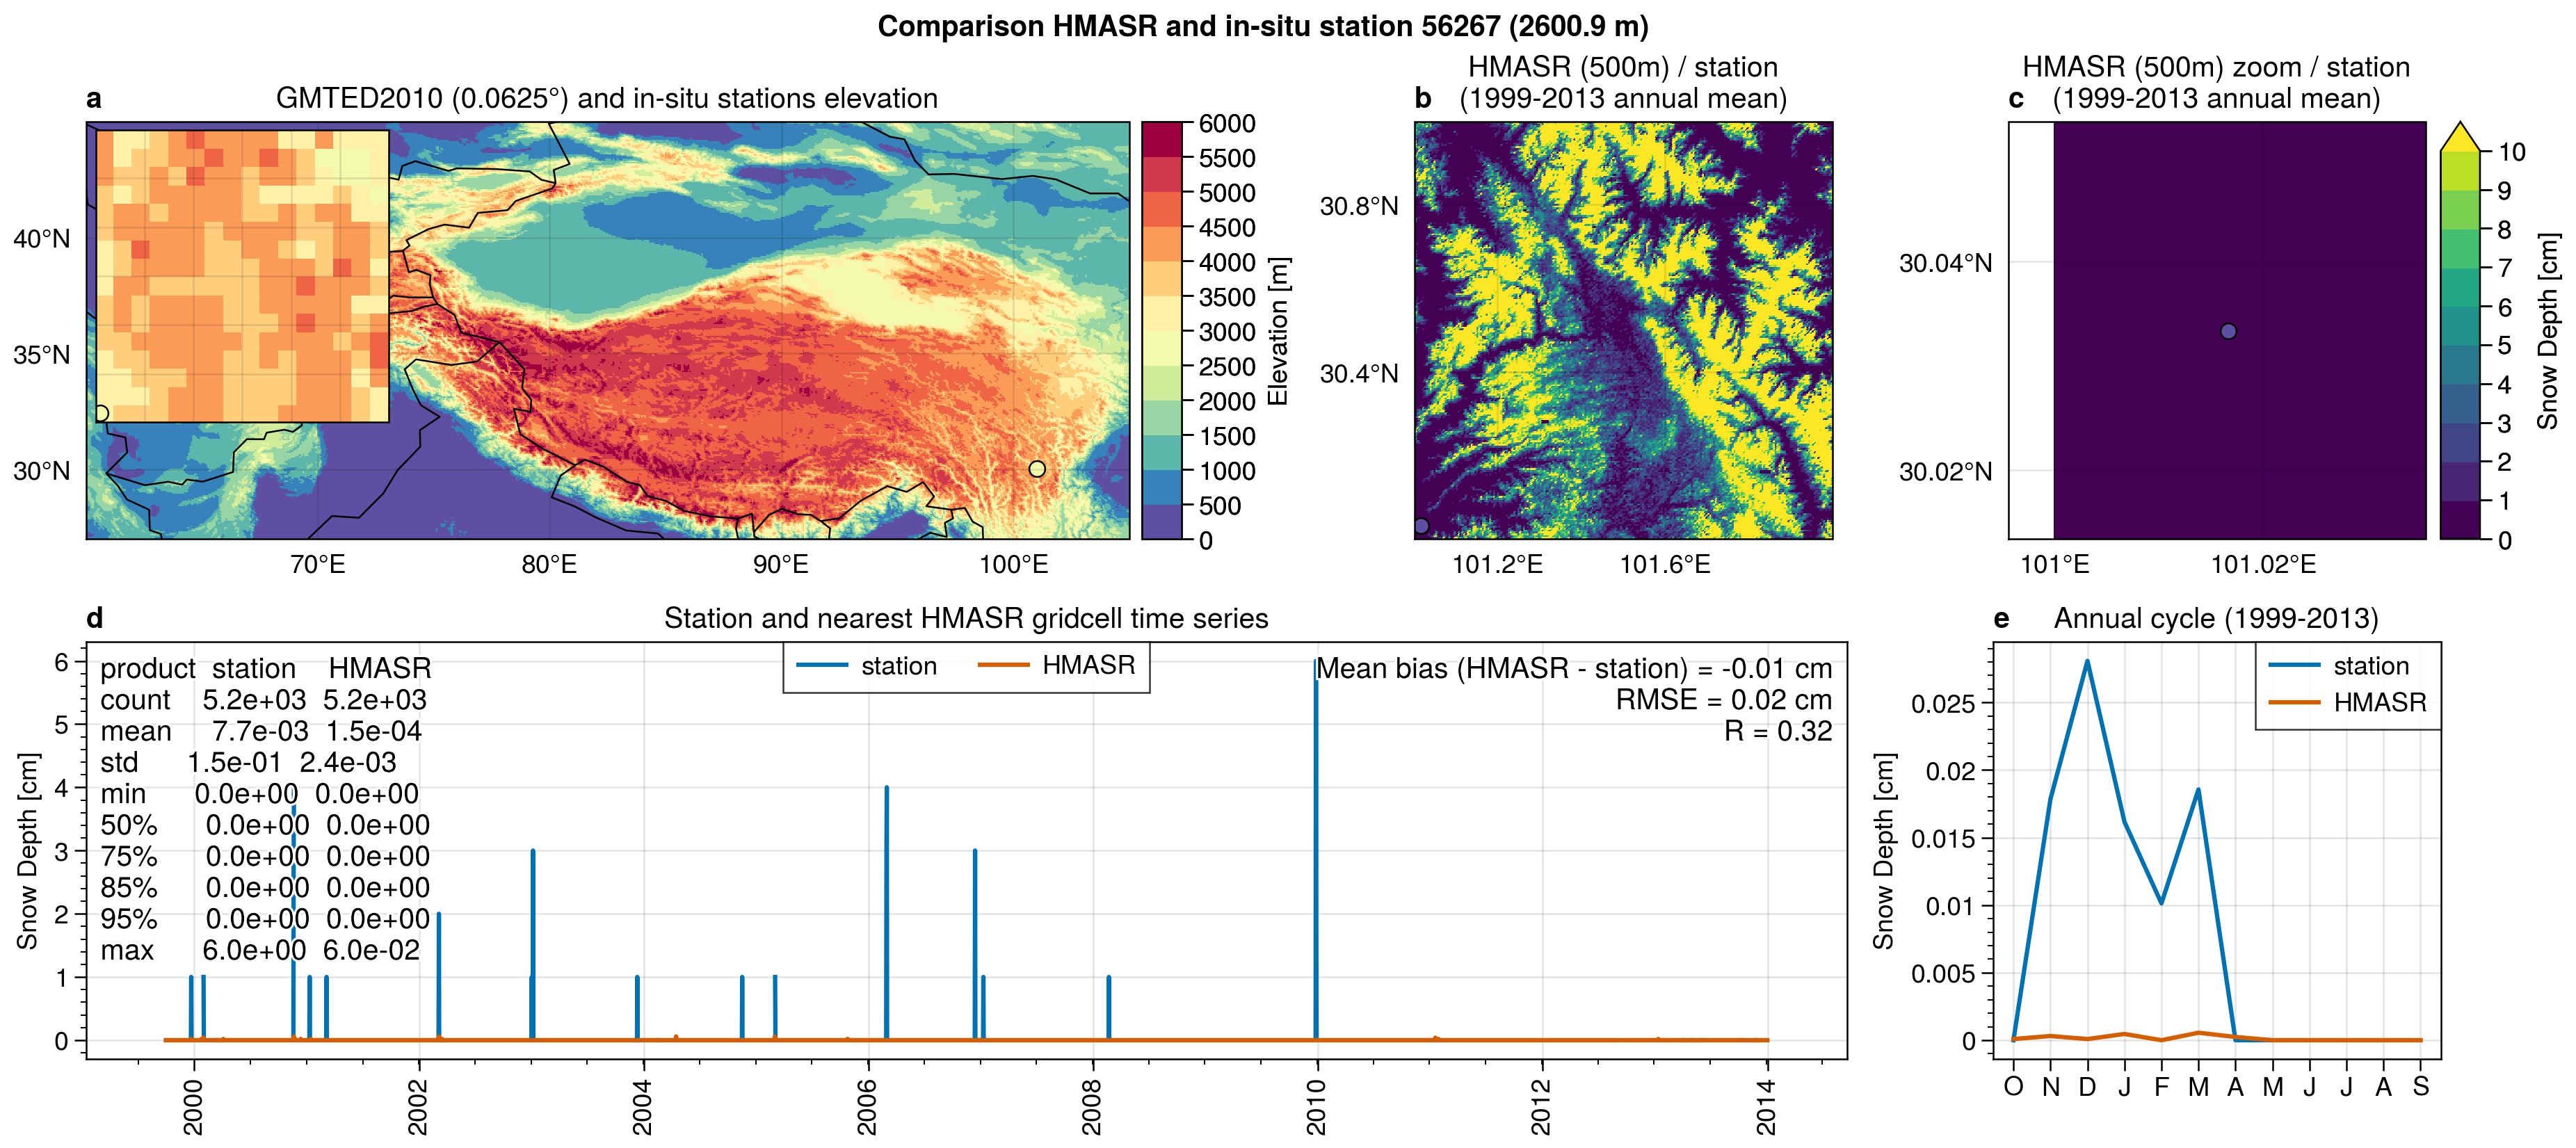 Comparison HMASR and in-situ station 56267 (2600.9 m)
a
GMTED2010 (0.0625°) and in-situ stations elevation
40°N
35°N
30°N
70°E 80°E 90°E 100°E
6000
5500
5000
4500
4000
3500
3000
2500
2000
1500
1000
500
0
Elevation [m]
b
HMASR (500m) / station
(1999-2013 annual mean)
30.8°N
30.4°N
101.2°E 101.6°E
c
HMASR (500m) zoom / station
(1999-2013 annual mean)
30.04°N
30.02°N
101°E 101.02°E
10
9
8
7
6
5
4
3
2
1
0
Snow Depth [cm]
d
Station and nearest HMASR gridcell time series
Snow Depth [cm]
6
5
4
3
2
1
0
product station HMASR
count 5.2e+03 5.2e+03
mean 7.7e-03 1.5e-04
std 1.5e-01 2.4e-03
min 0.0e+00 0.0e+00
50% 0.0e+00 0.0e+00
75% 0.0e+00 0.0e+00
85% 0.0e+00 0.0e+00
95% 0.0e+00 0.0e+00
max 6.0e+00 6.0e-02
station HMASR
Mean bias (HMASR - station) = -0.01 cm
RMSE = 0.02 cm
R = 0.32
2000 2002 2004 2006 2008 2010 2012 2014
e
Annual cycle (1999-2013)
Snow Depth [cm]
0.025
0.02
0.015
0.01
0.005
0
station
HMASR
O N D J F M A M J J A S